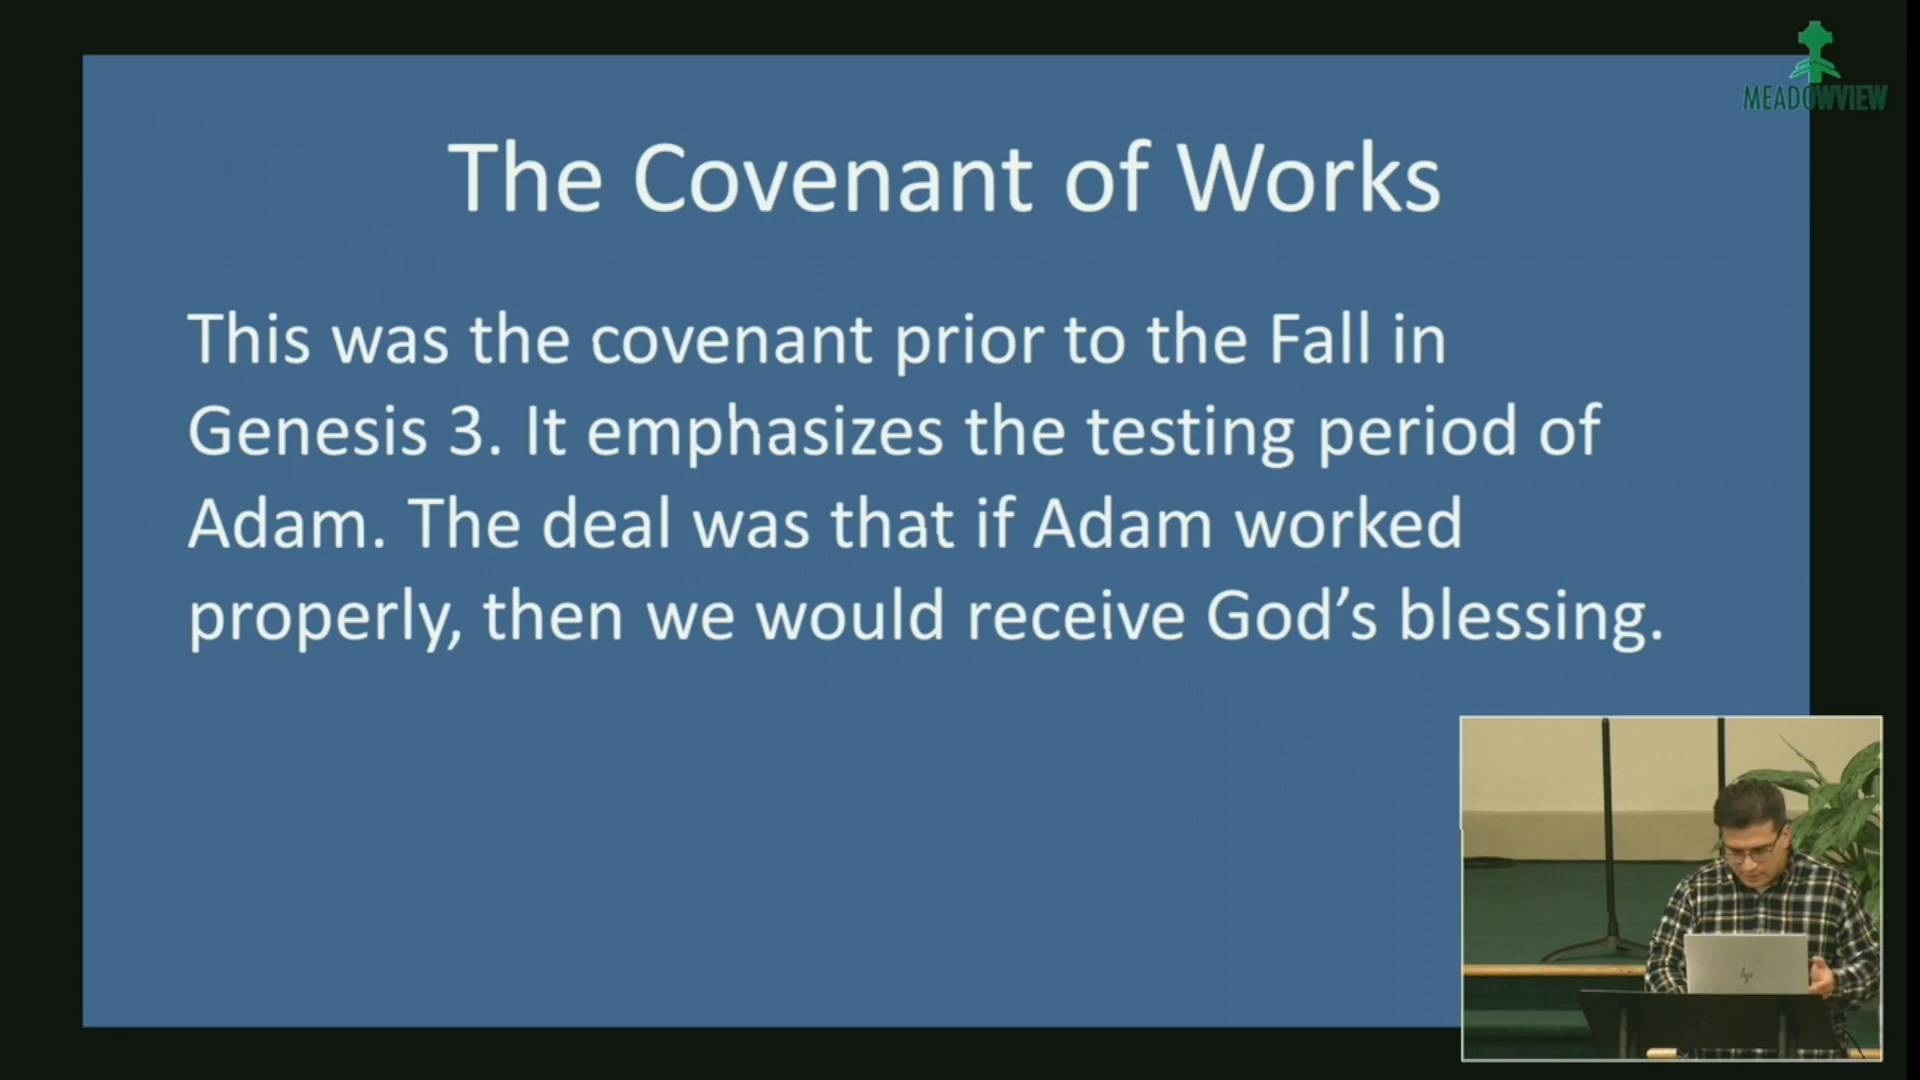 MEADOWVIEW
The Covenant of Works
This was the covenant prior to the Fall in
Genesis 3. It emphasizes the testing period of
Adam. The deal was that if Adam worked
properly, then we would receive God’s blessing.
hp